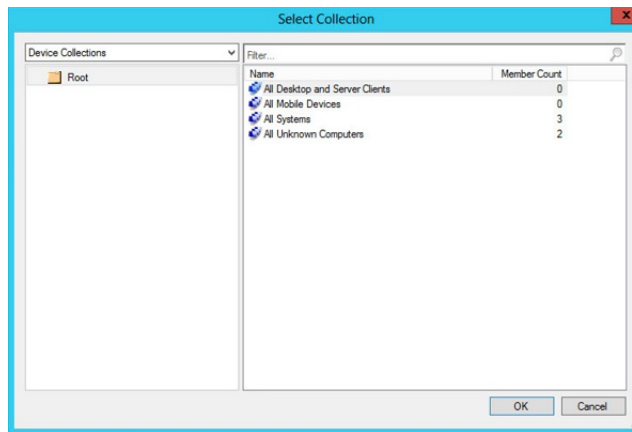 Select Collection
x
Device Collections
Filter...
Root
Name Member Count
All Desktop and Server Clients 0
All Mobile Devices 0
All Systems 3
All Unknown Computers 2
OK Cancel